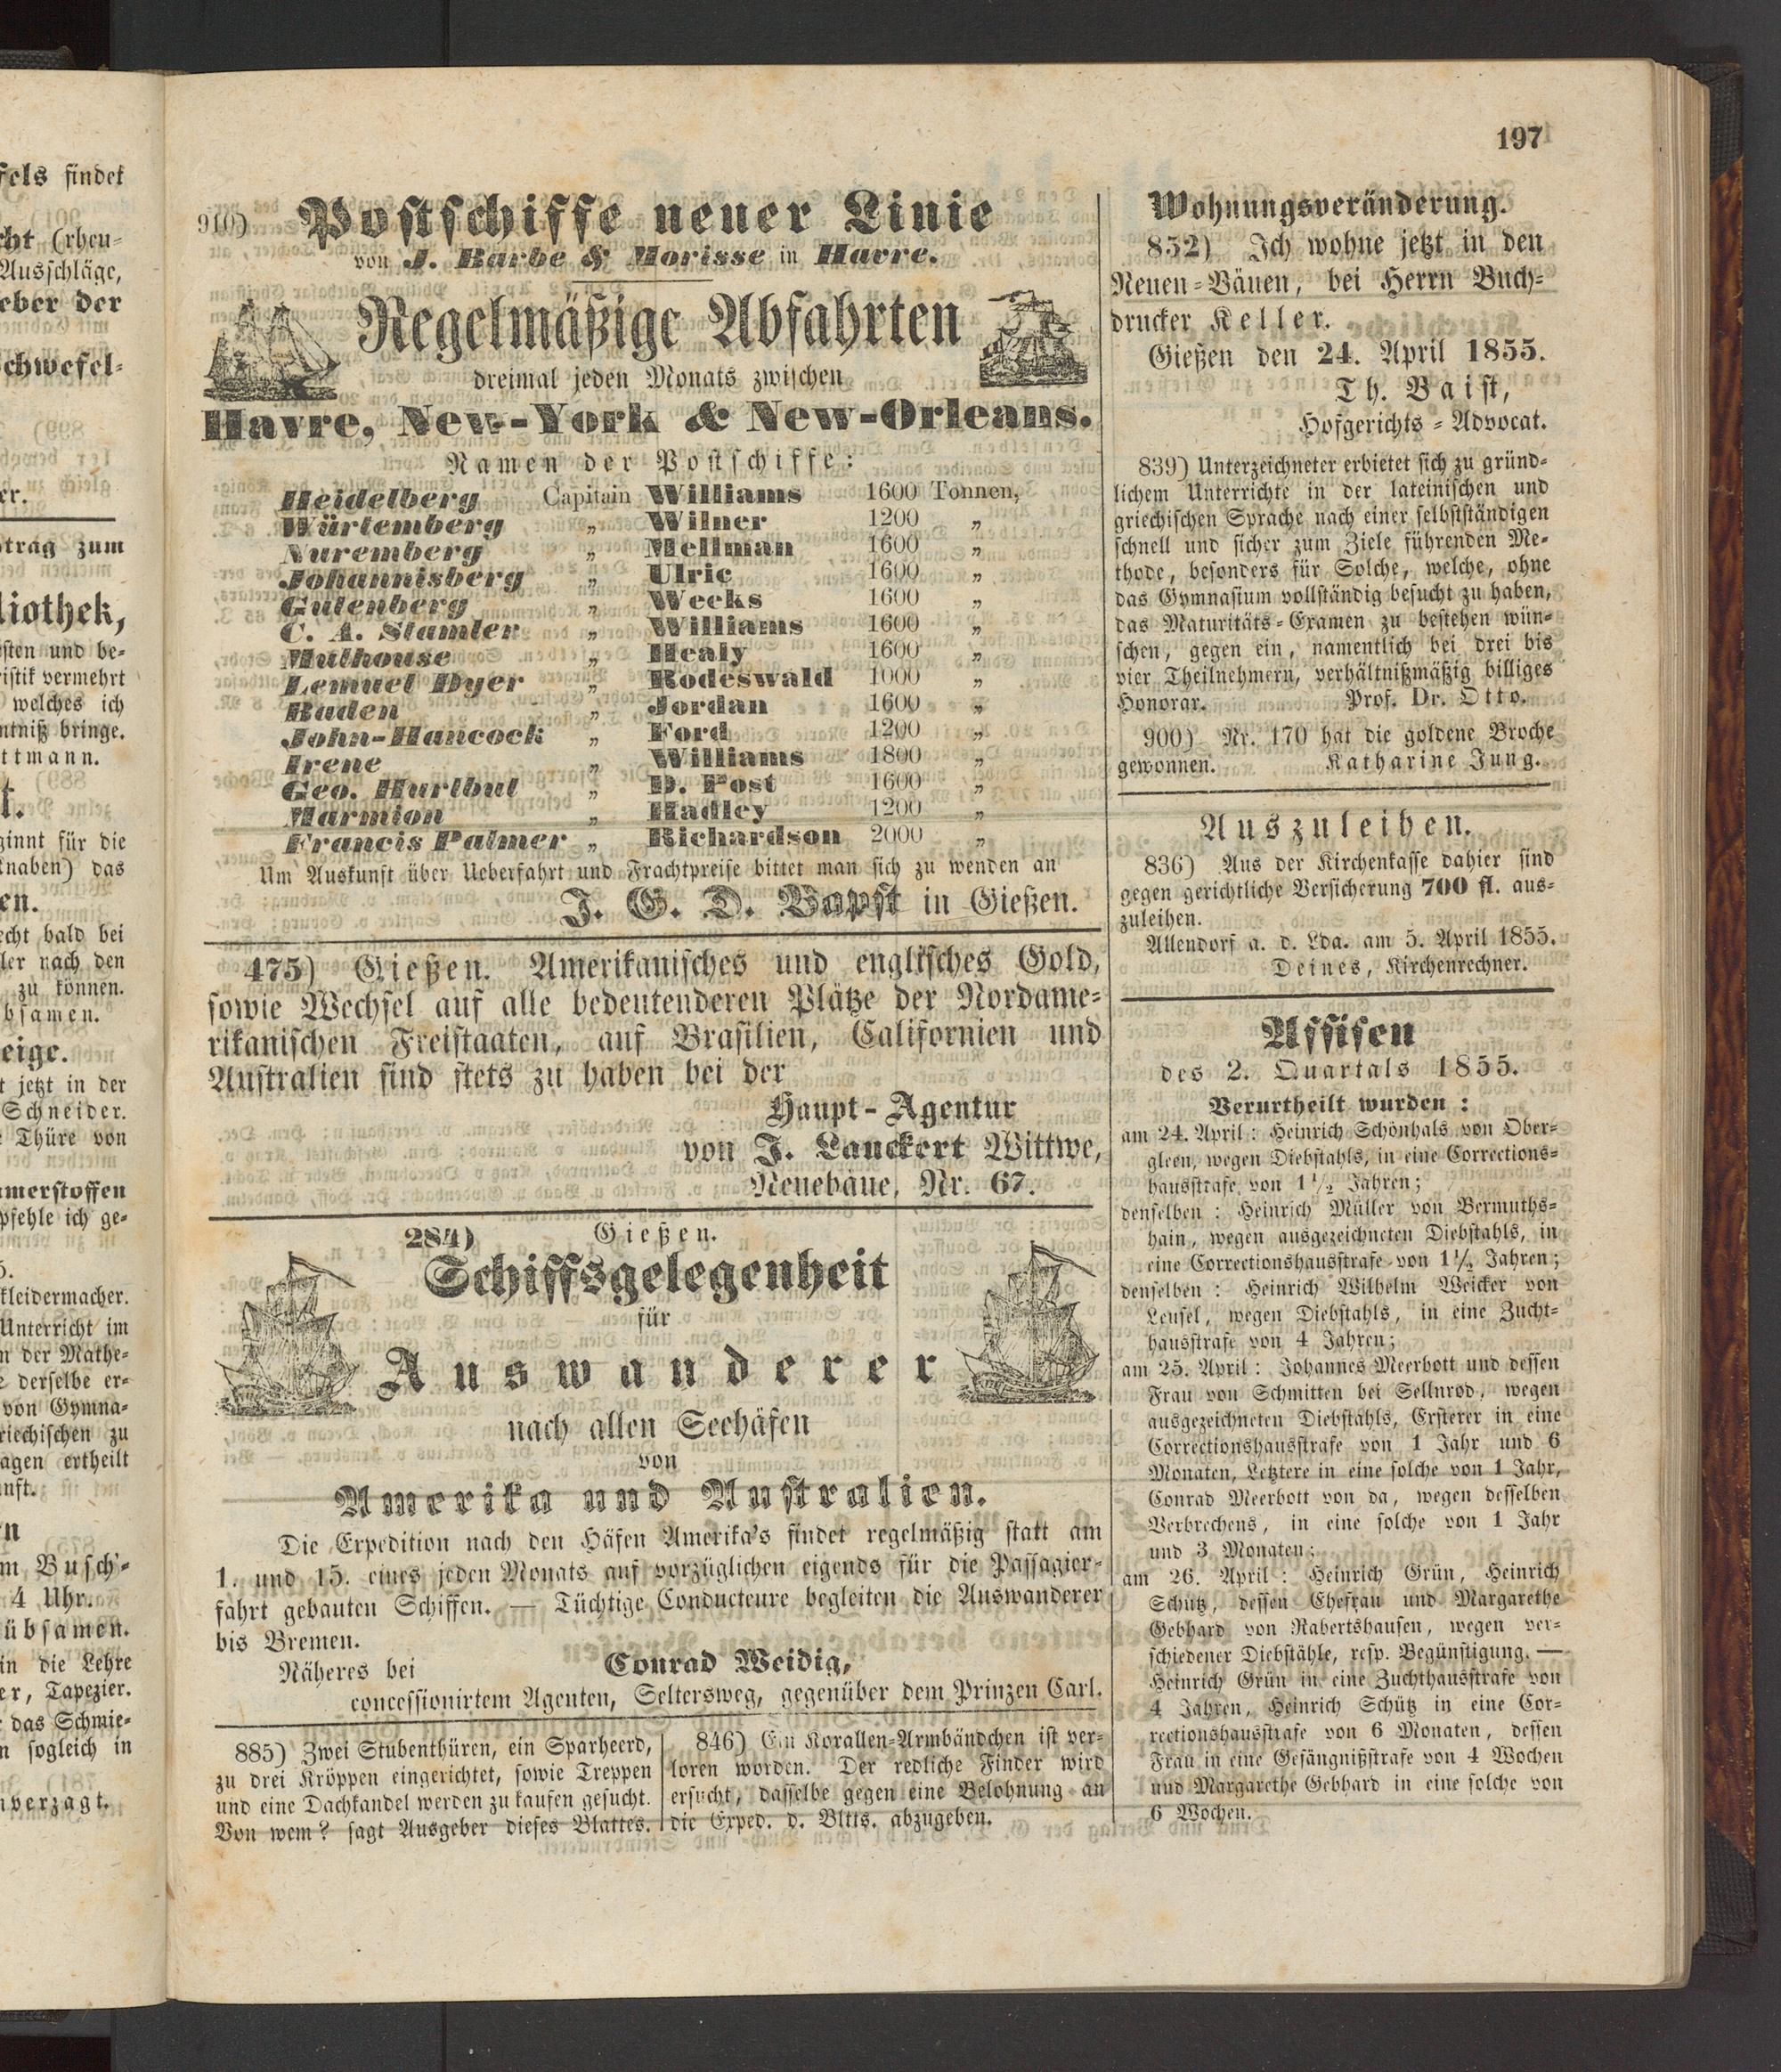 197
910) Postschiffe neuer Linie
von J. Barbe & Morisse in Havre.
Regelmäßige Abfahrten
dreimal jeden Monats zwischen
Havre, New-York & New-Orleans.
Namen der Postschiffe:
Heidelberg Capitain Williams 1600 Tonnen,
Würtemberg „ Wilner 1200 „
Nuremberg „ Mellman 1600 „
Johannisberg „ Ulric 1600 „
Gutenberg „ Weeks 1600 „
C. A. Stamler „ Williams 1600 „
Mulhouse „ Healy 1600 „
Lemuel Dyer „ Rodeswald 1000 „
Baden „ Jordan 1600 „
John-Hancock „ Ford 1200 „
Irene „ Williams 1800 „
Geo. Hurlbut „ D. Post 1600 „
Marmion „ Hadley 1200 „
Francis Palmer „ Richardson 2000 „
Um Auskunft über Ueberfahrt und Frachtpreise bittet man sich zu wenden an
J. G. D. Bapst in Gießen.
475) Gießen. Amerikanisches und englisches Gold,
sowie Wechsel auf alle bedeutenderen Plätze der Nordame-
rikanischen Freistaaten, auf Brasilien, Californien und
Australien sind stets zu haben bei der
Haupt-Agentur
von J. Lauckert Wittwe,
Neuebäue, Nr. 67.
284) Gießen.
Schiffsgelegenheit
für
Auswanderer
nach allen Seehäfen
von
Amerika und Australien.
Die Expedition nach den Häfen Amerika's findet regelmäßig statt am
1. und 15. eines jeden Monats auf vorzüglichen eigends für die Passagier-
fahrt gebauten Schiffen. — Tüchtige Conducteure begleiten die Auswanderer
bis Bremen.
Näheres bei Conrad Weidig,
concessionirtem Agenten, Seltersweg, gegenüber dem Prinzen Carl.
885) Zwei Stubenthüren, ein Sparheerd,
zu drei Kröppen eingerichtet, sowie Treppen
und eine Dachkandel werden zu kaufen gesucht.
Von wem? sagt Ausgeber dieses Blattes.
846) Ein Korallen-Armbändchen ist ver-
loren worden. Der redliche Finder wird
ersucht, dasselbe gegen eine Belohnung an
die Exped. d. Bltts. abzugeben.
Wohnungsveränderung.
852) Ich wohne jetzt in den
Neuen-Bäuen, bei Herrn Buch-
drucker Keller.
Gießen den 24. April 1855.
Th. Baist,
Hofgerichts-Advocat.
839) Unterzeichneter erbietet sich zu gründ-
lichem Unterrichte in der lateinischen und
griechischen Sprache nach einer selbstständigen
schnell und sicher zum Ziele führenden Me-
thode, besonders für Solche, welche, ohne
das Gymnasium vollständig besucht zu haben,
das Maturitäts-Examen zu bestehen wün-
schen, gegen ein, namentlich bei drei bis
vier Theilnehmern, verhältnißmäßig billiges
Honorar. Prof. Dr. Otto.
900) Nr. 170 hat die goldene Broche
gewonnen. Katharine Jung.
Auszuleihen.
836) Aus der Kirchenkasse dahier sind
gegen gerichtliche Versicherung 700 fl. aus-
zuleihen.
Allendorf a. d. Lda. am 5. April 1855.
Deines, Kirchenrechner.
Assisen
des 2. Quartals 1855.
Verurtheilt wurden:
am 24. April: Heinrich Schönhals von Ober-
gleen, wegen Diebstahls, in eine Corrections-
hausstrafe von 1 1/2 Jahren;
denselben: Heinrich Müller von Bermuths-
hain, wegen ausgezeichneten Diebstahls, in
eine Correctionshausstrafe von 1 1/2 Jahren;
denselben: Heinrich Wilhelm Weicker von
Leusel, wegen Diebstahls, in eine Zucht-
hausstrafe von 4 Jahren;
am 25. April: Johannes Meerbott und dessen
Frau von Schmitten bei Sellnrod, wegen
ausgezeichneten Diebstahls, Ersterer in eine
Correctionshausstrafe von 1 Jahr und 6
Monaten, Letztere in eine solche von 1 Jahr,
Conrad Meerbott von da, wegen desselben
Verbrechens, in eine solche von 1 Jahr
und 3 Monaten;
am 26. April: Heinrich Grün, Heinrich
Schütz, dessen Ehefrau und Margarethe
Gebhard von Rabertshausen, wegen ver-
schiedener Diebstähle, resp. Begünstigung. —
Heinrich Grün in eine Zuchthausstrafe von
4 Jahren, Heinrich Schütz in eine Cor-
rectionshausstrafe von 6 Monaten, dessen
Frau in eine Gefängnißstrafe von 4 Wochen
und Margarethe Gebhard in eine solche von
6 Wochen.